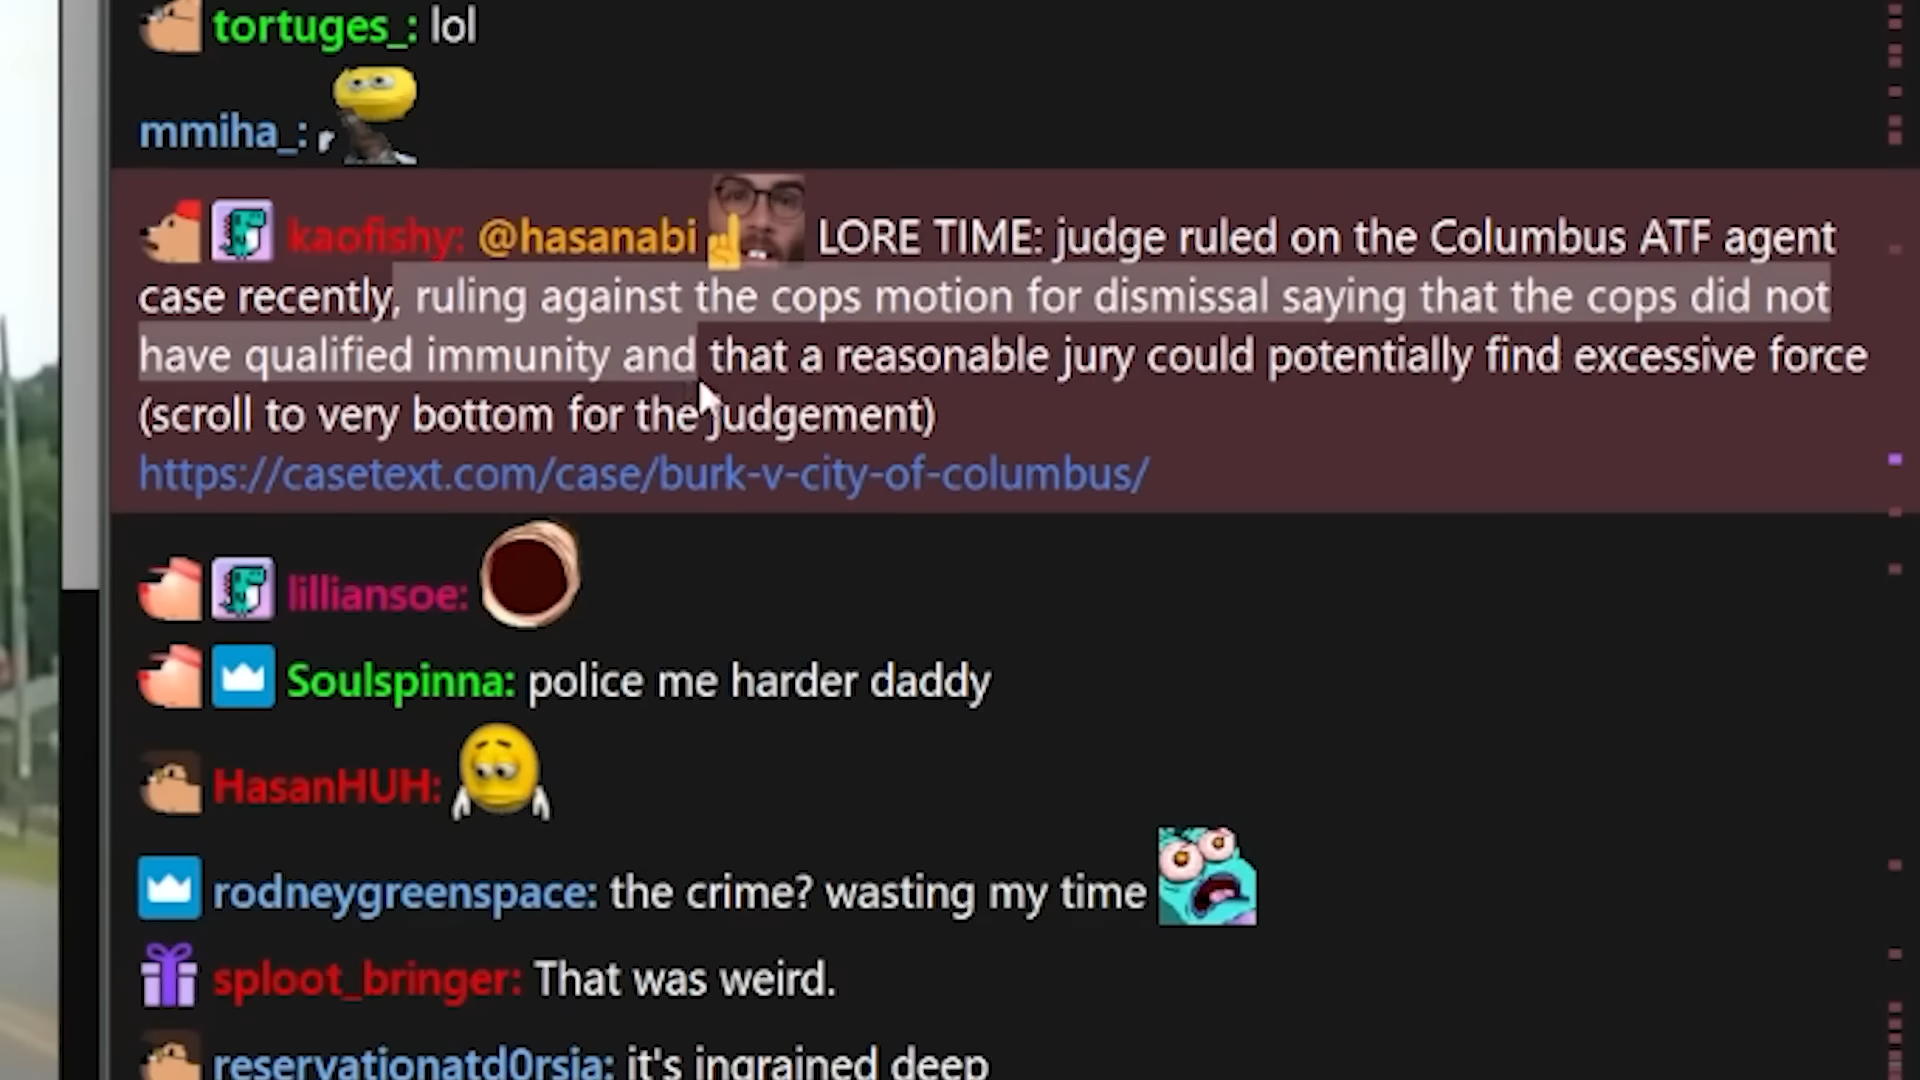 tortuges_: lol
mmiha_:
kaofishy: @hasanabi LORE TIME: judge ruled on the Columbus ATF agent
case recently, ruling against the cops motion for dismissal saying that the cops did not
have qualified immunity and that a reasonable jury could potentially find excessive force
(scroll to very bottom for the judgement)
https://casetext.com/case/burk-v-city-of-columbus/
lilliansoe:
Soulspinna: police me harder daddy
HasanHUH:
rodneygreenspace: the crime? wasting my time
sploot_bringer: That was weird.
reservationatd0rsia: it's ingrained deep